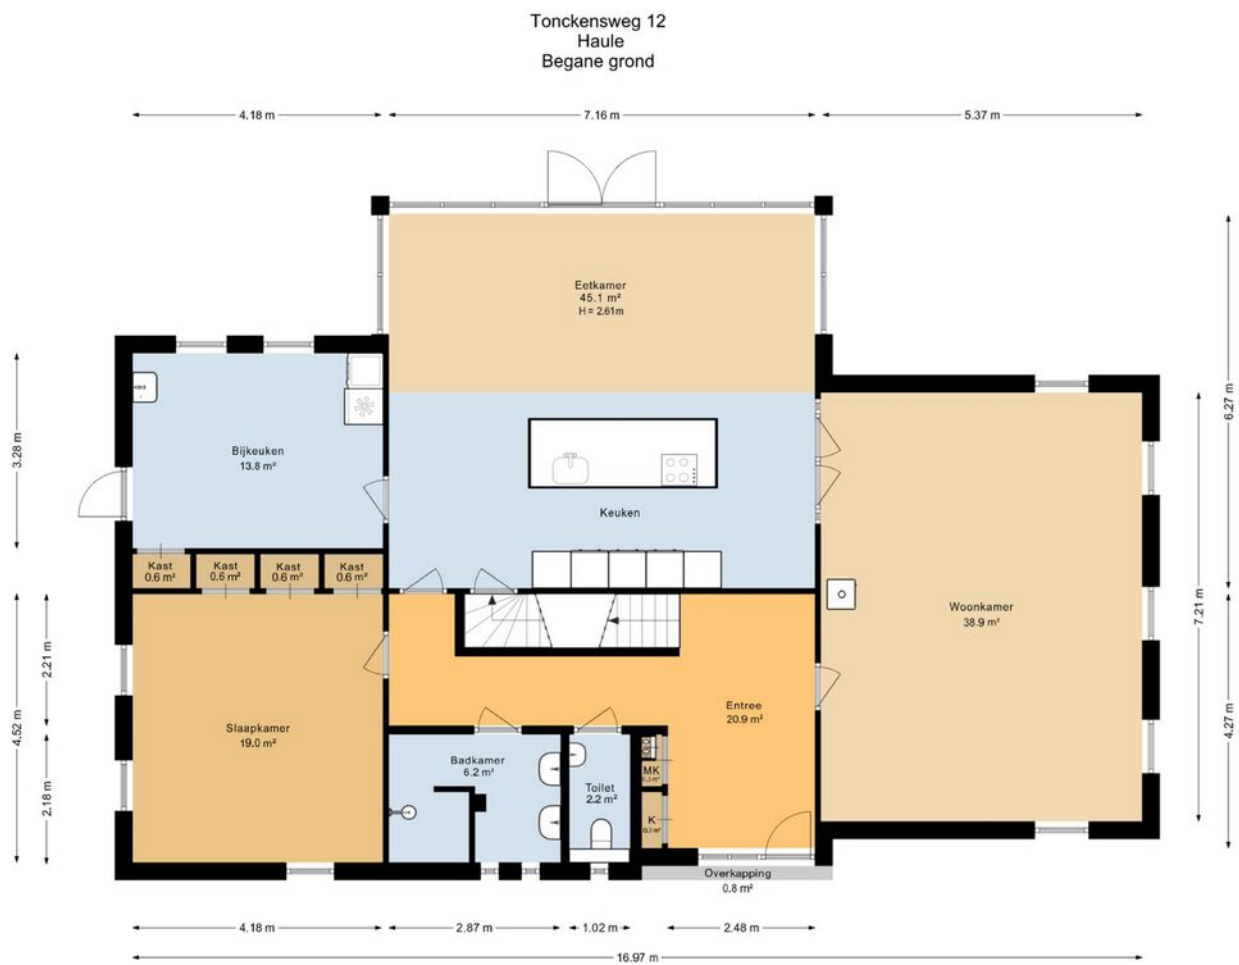 Tonckensweg 12
Haule
Begane grond
4.18 m
7.16 m
5.37 m
Eetkamer
45.1 m²
H = 2.61m
3.28 m
6.27 m
Bijkeuken
13.8 m²
Keuken
Kast
0.6 m²
Kast
0.6 m²
Kast
0.6 m²
Kast
0.6 m²
Woonkamer
38.9 m²
7.21 m
2.21 m
4.52 m
Slaapkamer
19.0 m²
Entree
20.9 m²
4.27 m
2.18 m
Badkamer
6.2 m²
MK
Toilet
2.2 m²
K
Overkapping
0.8 m²
4.18 m
2.87 m
1.02 m
2.48 m
16.97 m